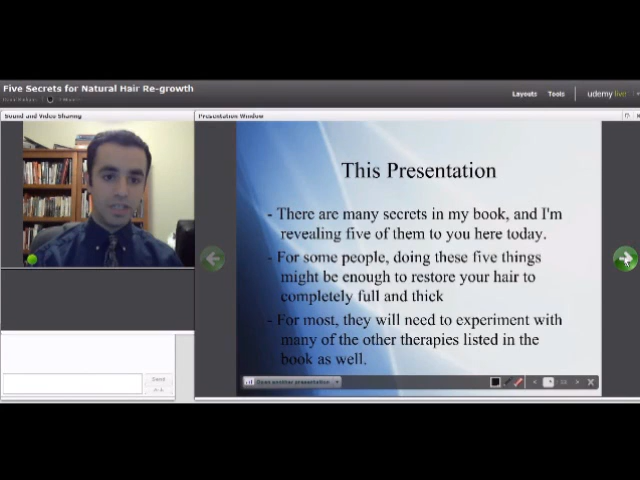 Five Secrets for Natural Hair Re-growth
Layouts
Tools
udemy live
Sound and Video Sharing
Presentation Window
This Presentation
- There are many secrets in my book, and I'm
revealing five of them to you here today.
- For some people, doing these five things
might be enough to restore your hair to
completely full and thick
- For most, they will need to experiment with
many of the other therapies listed in the
book as well.
Send
Open another presentation